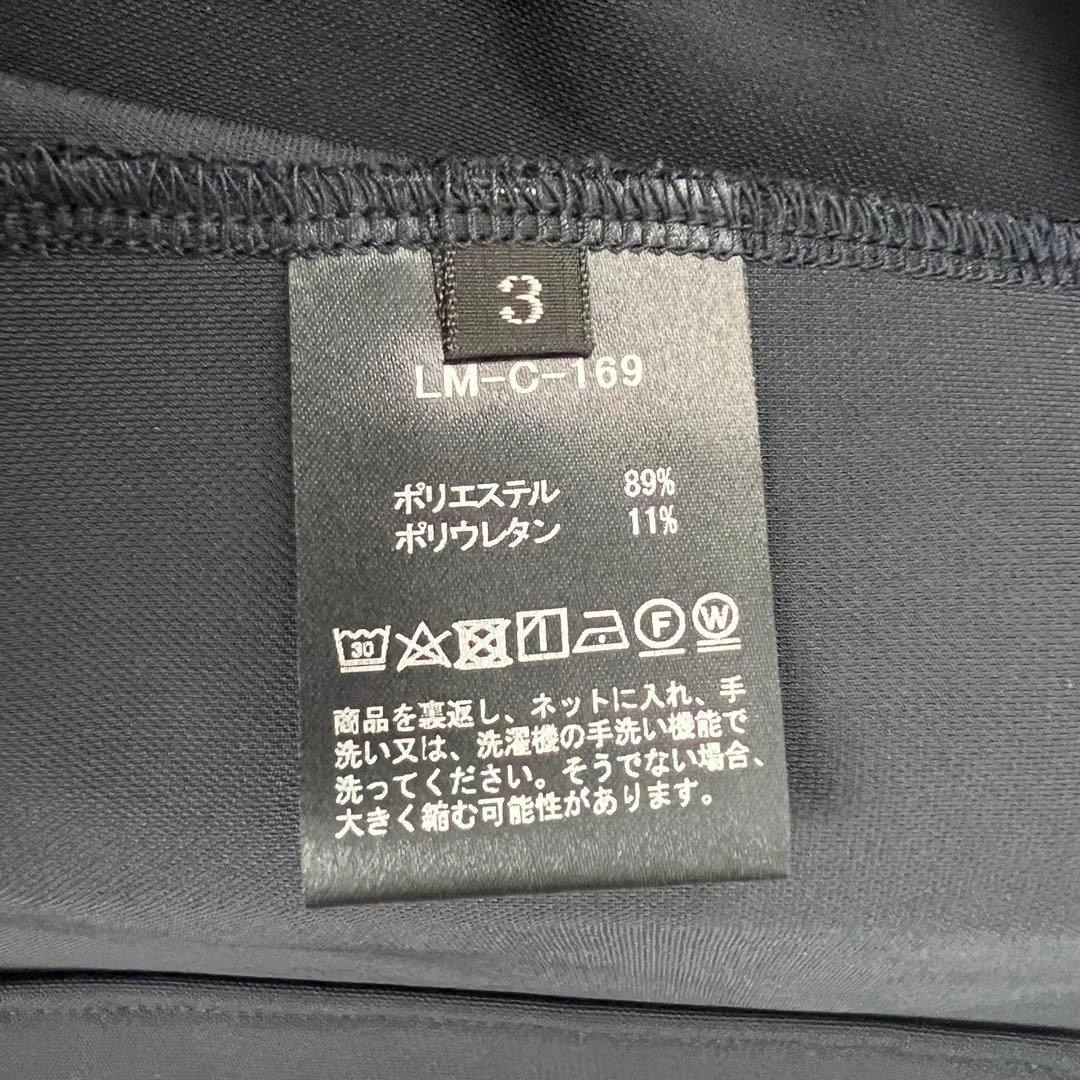 3
LM-C-169
ポリエステル 89%
ポリウレタン 11%
30 F W
商品を裏返し、ネットに入れ、手
洗い又は、洗濯機の手洗い機能で
洗ってください。そうでない場合、
大きく縮む可能性があります。